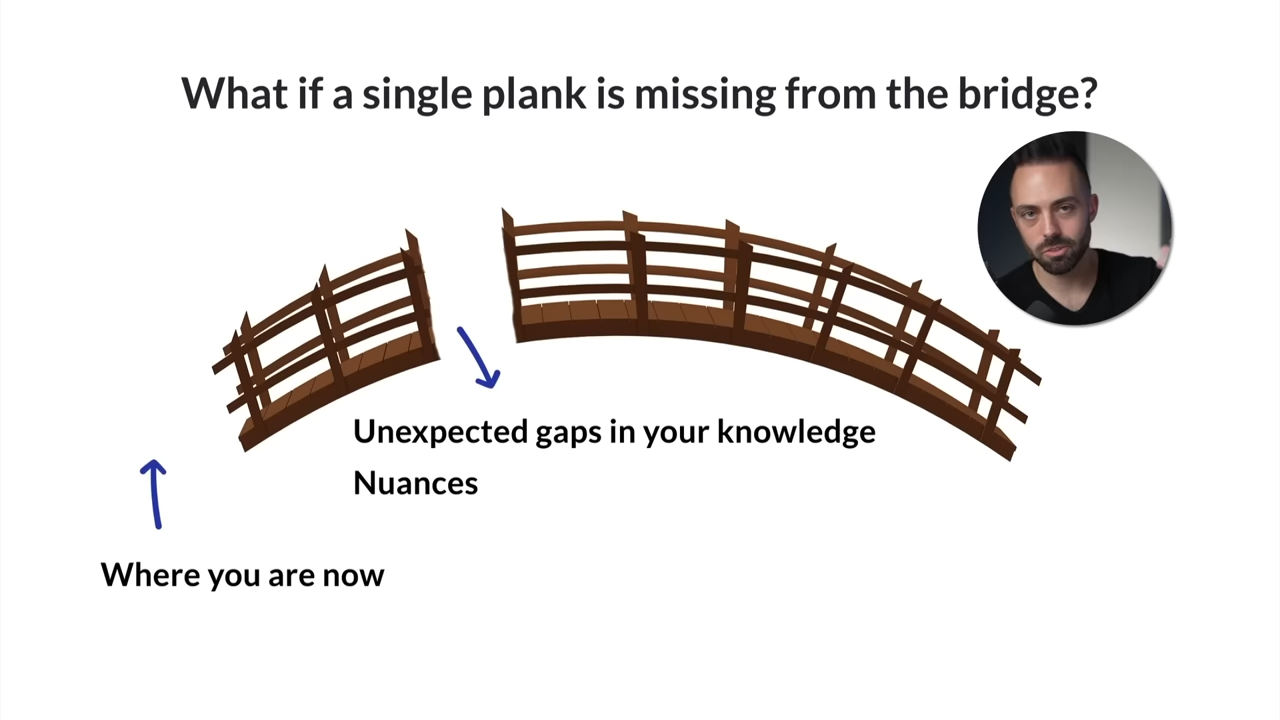 What if a single plank is missing from the bridge?
Unexpected gaps in your knowledge
Nuances
Where you are now